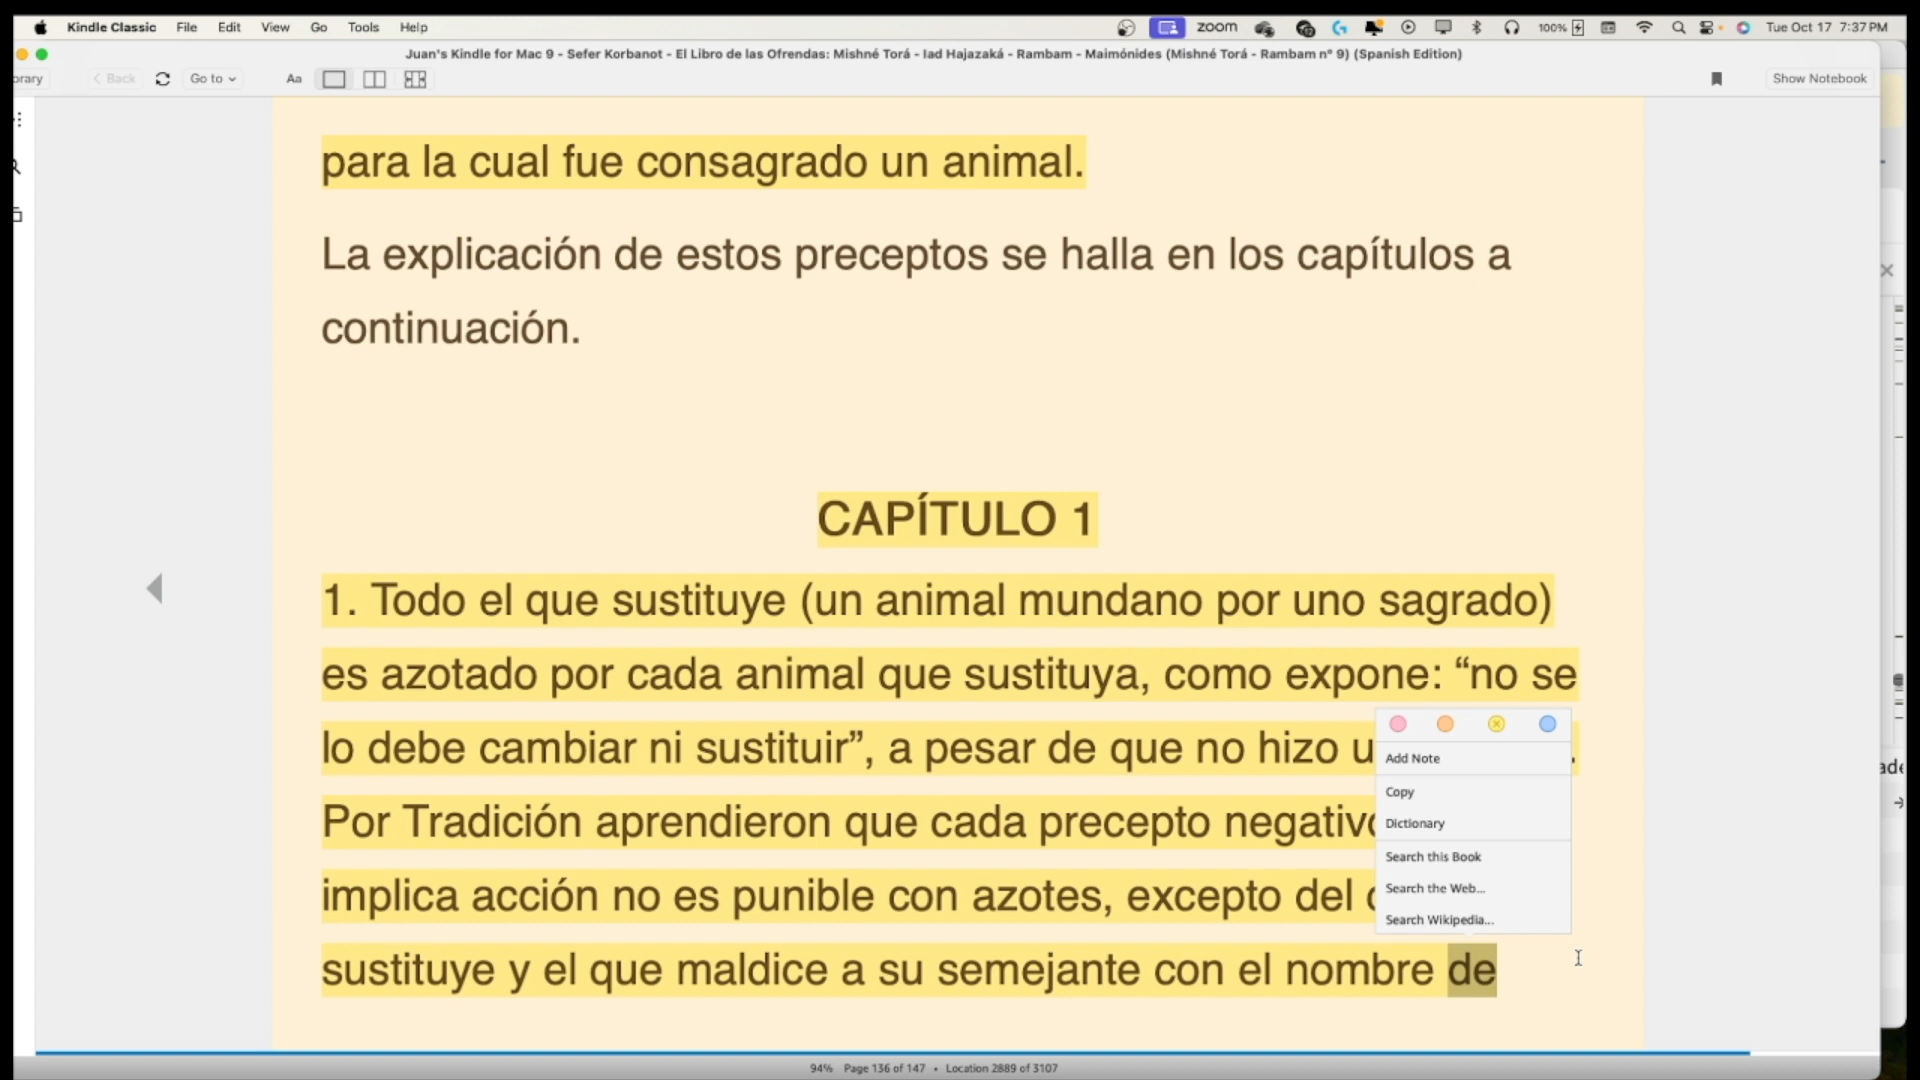 Kindle Classic File Edit View Go Tools Help zoom 100% Tue Oct 17 7:37 PM
Juan's Kindle for Mac 9 - Sefer Korbanot - El Libro de las Ofrendas: Mishné Torá - Iad Hajazaká - Rambam - Maimónides (Mishné Torá - Rambam nº 9) (Spanish Edition)
brary Back Go to Aa Show Notebook
para la cual fue consagrado un animal.
La explicación de estos preceptos se halla en los capítulos a
continuación.
CAPÍTULO 1
1. Todo el que sustituye (un animal mundano por uno sagrado)
es azotado por cada animal que sustituya, como expone: “no se
lo debe cambiar ni sustituir”, a pesar de que no hizo u
Por Tradición aprendieron que cada precepto negativo
implica acción no es punible con azotes, excepto del
sustituye y el que maldice a su semejante con el nombre de
Add Note
Copy
Dictionary
Search this Book
Search the Web...
Search Wikipedia...
94% Page 136 of 147 • Location 2889 of 3107